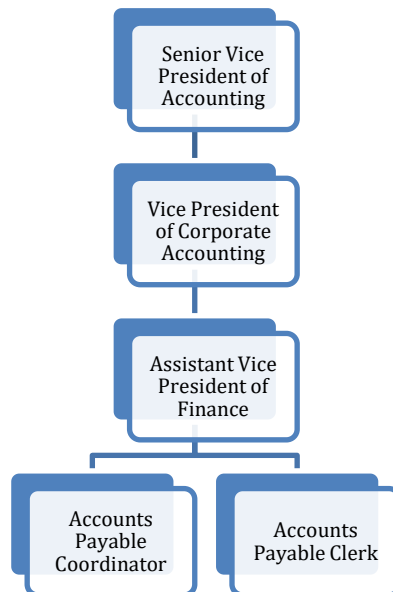 Senior Vice
President of
Accounting
Vice President
of Corporate
Accounting
Assistant Vice
President of
Finance
Accounts
Payable
Coordinator
Accounts
Payable Clerk